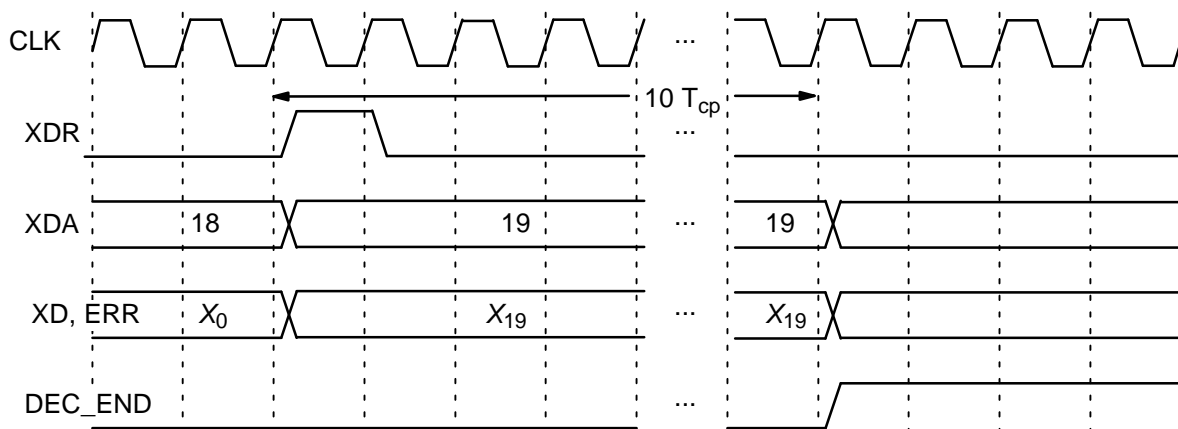 CLK ...
10 Tcp
XDR ...
XDA 18 19 ... 19
XD, ERR X0 X19 ... X19
DEC_END ...